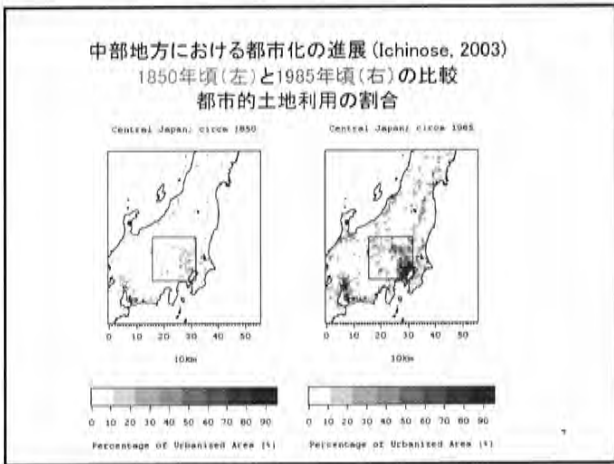 中部地方における都市化の進展 (Ichinose, 2003)
1850年頃(左)と1985年頃(右)の比較
都市的土地利用の割合
Central Japan; circa 1850
Central Japan; circa 1985
0 10 20 30 40 50
0 10 20 30 40 50
10Km
10Km
0 10 20 30 40 50 60 70 80 90
0 10 20 30 40 50 60 70 80 90
Percentage of Urbanized Area (%)
Percentage of Urbanized Area (%)